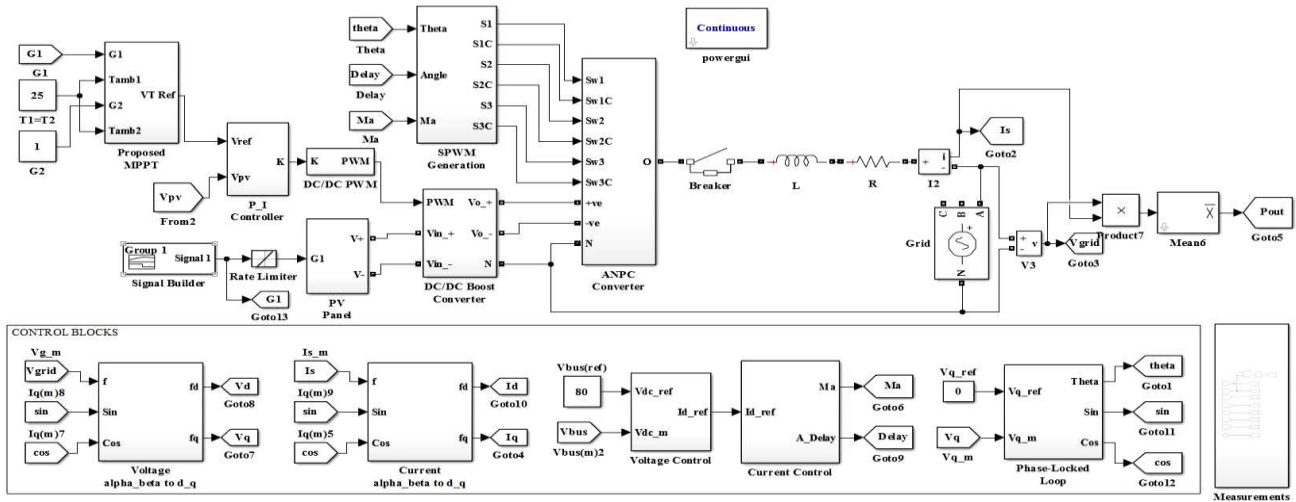 G1
G1
25
T1=T2
1
G2
G1
Tamb1
VT Ref
G2
Tamb2
Proposed
MPPT
Vref
K
Vpv
P_I
Controller
Vpv
From2
K PWM
DC/DC PWM
theta
Theta
Delay
Delay
Ma
Ma
Theta
Angle
Ma
S1
S1C
S2
S2C
S3
S3C
SPWM
Generation
Sw1
Sw1C
Sw2
Sw2C
Sw3
Sw3C
+ve
-ve
N
O
ANPC
Converter
PWM
Vin_+
Vin_-
Vo_+
Vo_-
N
DC/DC Boost
Converter
Group 1
Signal 1
Signal Builder
Rate Limiter
G1
Goto13
G1
V+
V-
PV
Panel
Continuous
powergui
Breaker
L
R
+
i
-
I2
Is
Goto2
Grid
C
B
A
N
+
-
v
V3
Vgrid
Goto3
×
Product7
X
Mean6
Pout
Goto5
CONTROL BLOCKS
Vg_m
Vgrid
Iq(m)8
sin
Iq(m)7
cos
f
Sin
Cos
fd
fq
Voltage
alpha_beta to d_q
Vd
Goto8
Vq
Goto7
Is_m
Is
Iq(m)9
sin
Iq(m)5
cos
f
Sin
Cos
fd
fq
Current
alpha_beta to d_q
Id
Goto10
Iq
Goto4
Vbus(ref)
80
Vbus
Vbus(m)2
Vdc_ref
Id_ref
Vdc_m
Voltage Control
Id_ref
Ma
A_Delay
Current Control
Ma
Goto6
Delay
Goto9
Vq_ref
0
Vq
Vq_m
Vq_ref
Vq_m
Theta
Sin
Cos
Phase-Locked
Loop
theta
Goto1
sin
Goto11
cos
Goto12
Measurements